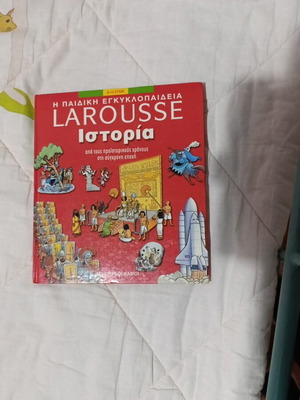 Η ΠΑΙΔΙΚΗ ΕΓΚΥΚΛΟΠΑΙΔΕΙΑ
LAROUSSE
Ιστορία
από τους προϊστορικούς χρόνους
στη σύγχρονη εποχή